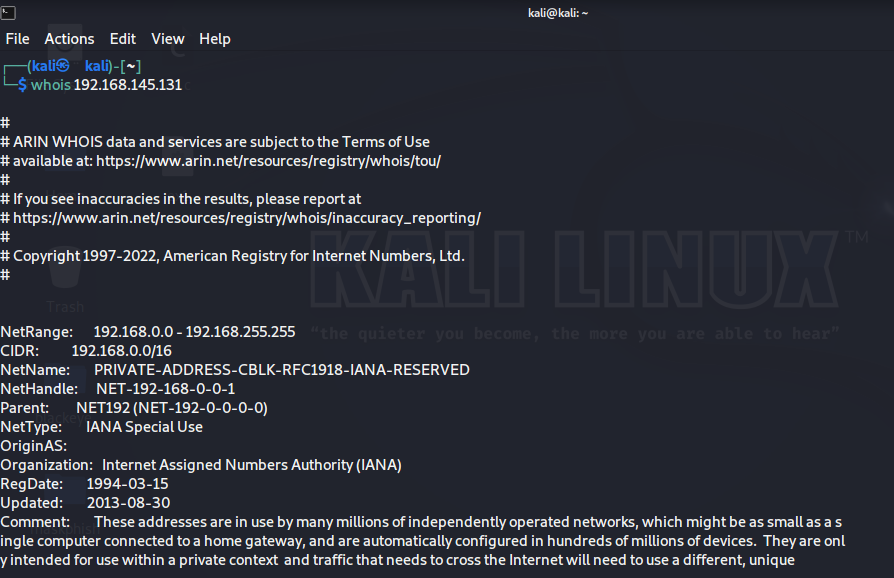 kali@kali: ~
File Actions Edit View Help
┌──(kali㉿kali)-[~]
└─$ whois 192.168.145.131
#
# ARIN WHOIS data and services are subject to the Terms of Use
# available at: https://www.arin.net/resources/registry/whois/tou/
#
# If you see inaccuracies in the results, please report at
# https://www.arin.net/resources/registry/whois/inaccuracy_reporting/
#
# Copyright 1997-2022, American Registry for Internet Numbers, Ltd.
#
Trash
KALI LINUX™
"the quieter you become, the more you are able to hear"
NetRange: 192.168.0.0 - 192.168.255.255
CIDR: 192.168.0.0/16
NetName: PRIVATE-ADDRESS-CBLK-RFC1918-IANA-RESERVED
NetHandle: NET-192-168-0-0-1
Parent: NET192 (NET-192-0-0-0-0)
NetType: IANA Special Use
OriginAS:
Organization: Internet Assigned Numbers Authority (IANA)
RegDate: 1994-03-15
Updated: 2013-08-30
Comment: These addresses are in use by many millions of independently operated networks, which might be as small as a s
ingle computer connected to a home gateway, and are automatically configured in hundreds of millions of devices. They are onl
y intended for use within a private context and traffic that needs to cross the Internet will need to use a different, unique